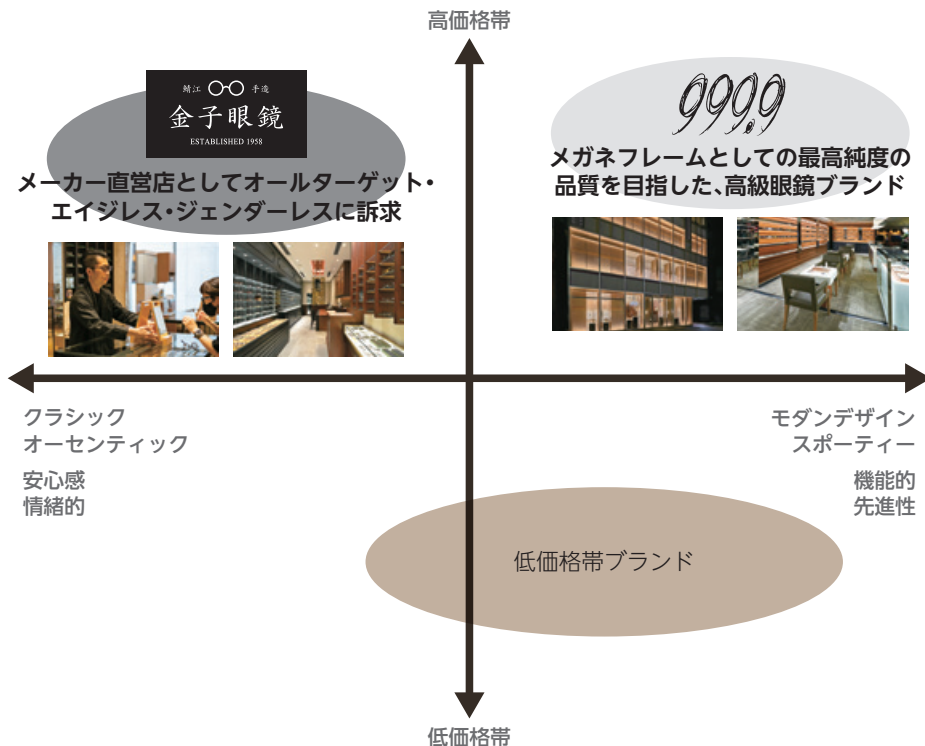 高価格帯
鯖江 手造
金子眼鏡
ESTABLISHED 1958
メーカー直営店としてオールターゲット・
エイジレス・ジェンダーレスに訴求
999.9
メガネフレームとしての最高純度の
品質を目指した、高級眼鏡ブランド
クラシック
オーセンティック
安心感
情緒的
モダンデザイン
スポーティー
機能的
先進性
低価格帯ブランド
低価格帯